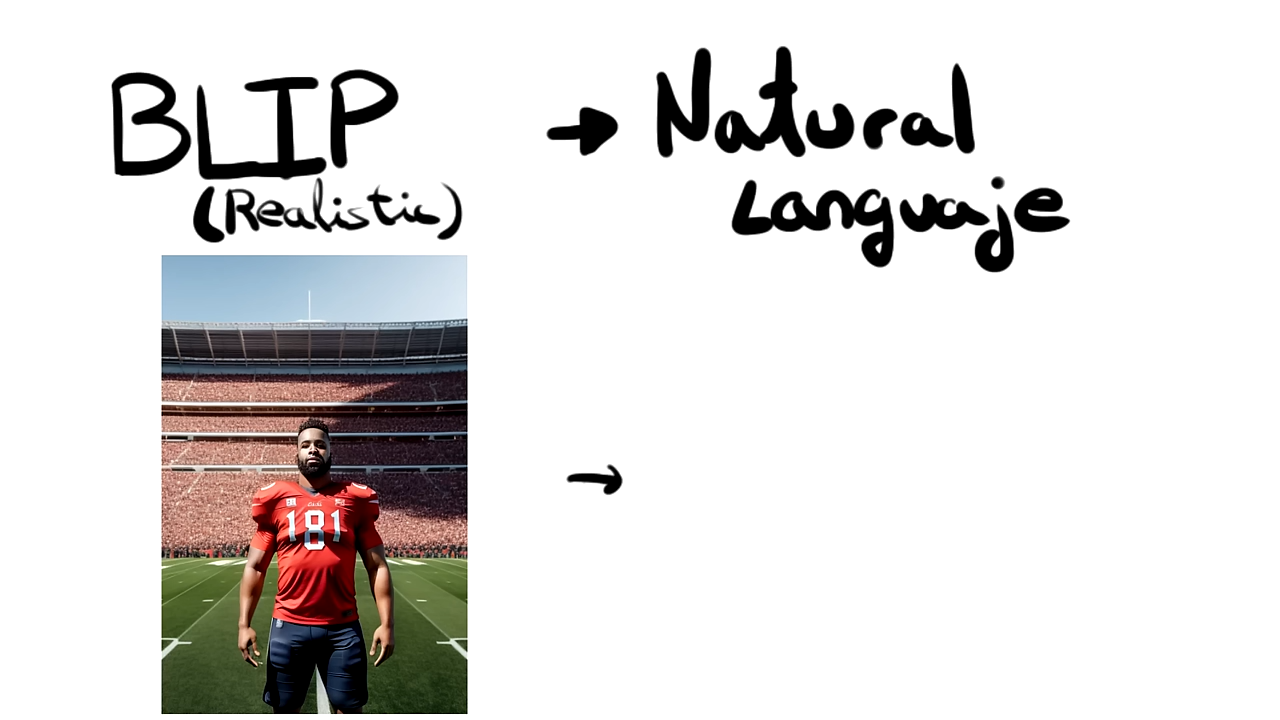 BLIP → Natural
(Realistic) Languaje
181
→